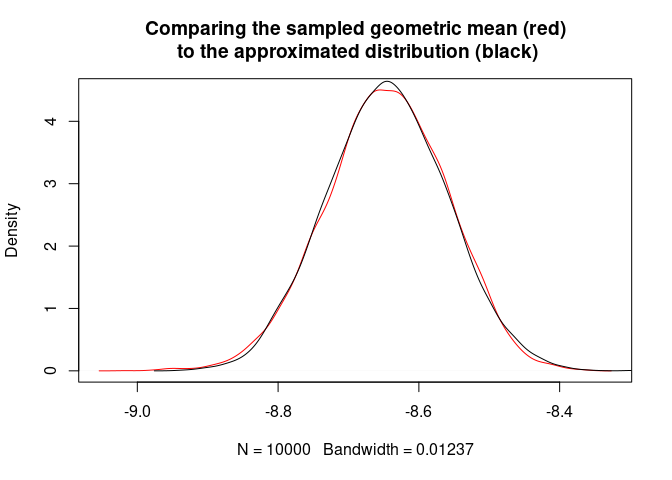 Comparing the sampled geometric mean (red)
to the approximated distribution (black)
Density
4
3
2
1
0
-9.0 -8.8 -8.6 -8.4
N = 10000 Bandwidth = 0.01237